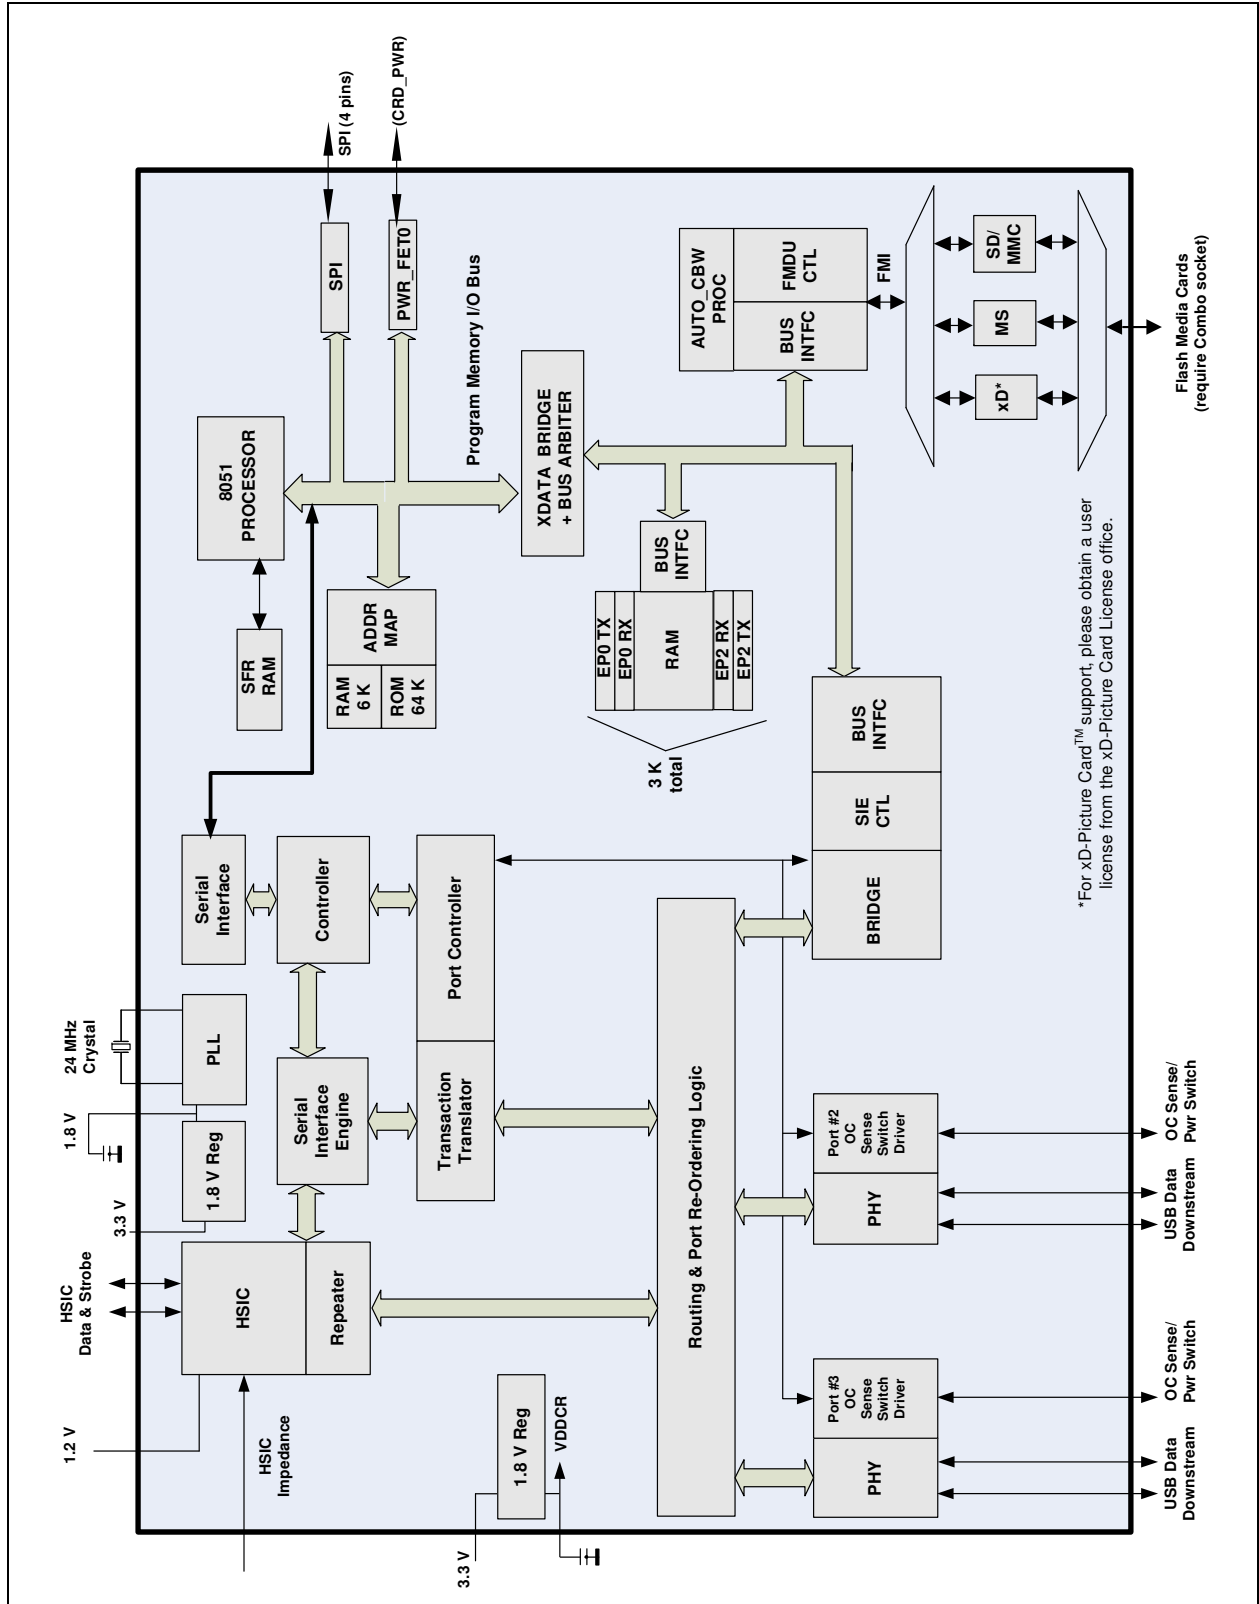 HSIC
Data & Strobe
3.3 V
1.8 V
24 MHz
Crystal
1.2 V
HSIC
Impedance
HSIC
Repeater
1.8 V Reg
PLL
Serial
Interface
Serial
Interface
Engine
Controller
Transaction
Translator
Port Controller
3.3 V
1.8 V Reg
VDDCR
SFR
RAM
8051
PROCESSOR
SPI
SPI (4 pins)
PWR_FET0
(CRD_PWR)
RAM
6 K
ROM
64 K
ADDR
MAP
Program Memory I/O Bus
XDATA BRIDGE
+ BUS ARBITER
3 K
total
EP0 TX
EP0 RX
RAM
EP2 RX
EP2 TX
BUS
INTFC
AUTO_CBW
PROC
BUS
INTFC
FMDU
CTL
FMI
xD*
MS
SD/
MMC
Flash Media Cards
(require Combo socket)
Routing & Port Re-Ordering Logic
BRIDGE
SIE
CTL
BUS
INTFC
PHY
Port #3
OC
Sense
Switch
Driver
PHY
Port #2
OC
Sense
Switch
Driver
USB Data
Downstream
OC Sense/
Pwr Switch
USB Data
Downstream
OC Sense/
Pwr Switch
*For xD-Picture Card™ support, please obtain a user
license from the xD-Picture Card License office.